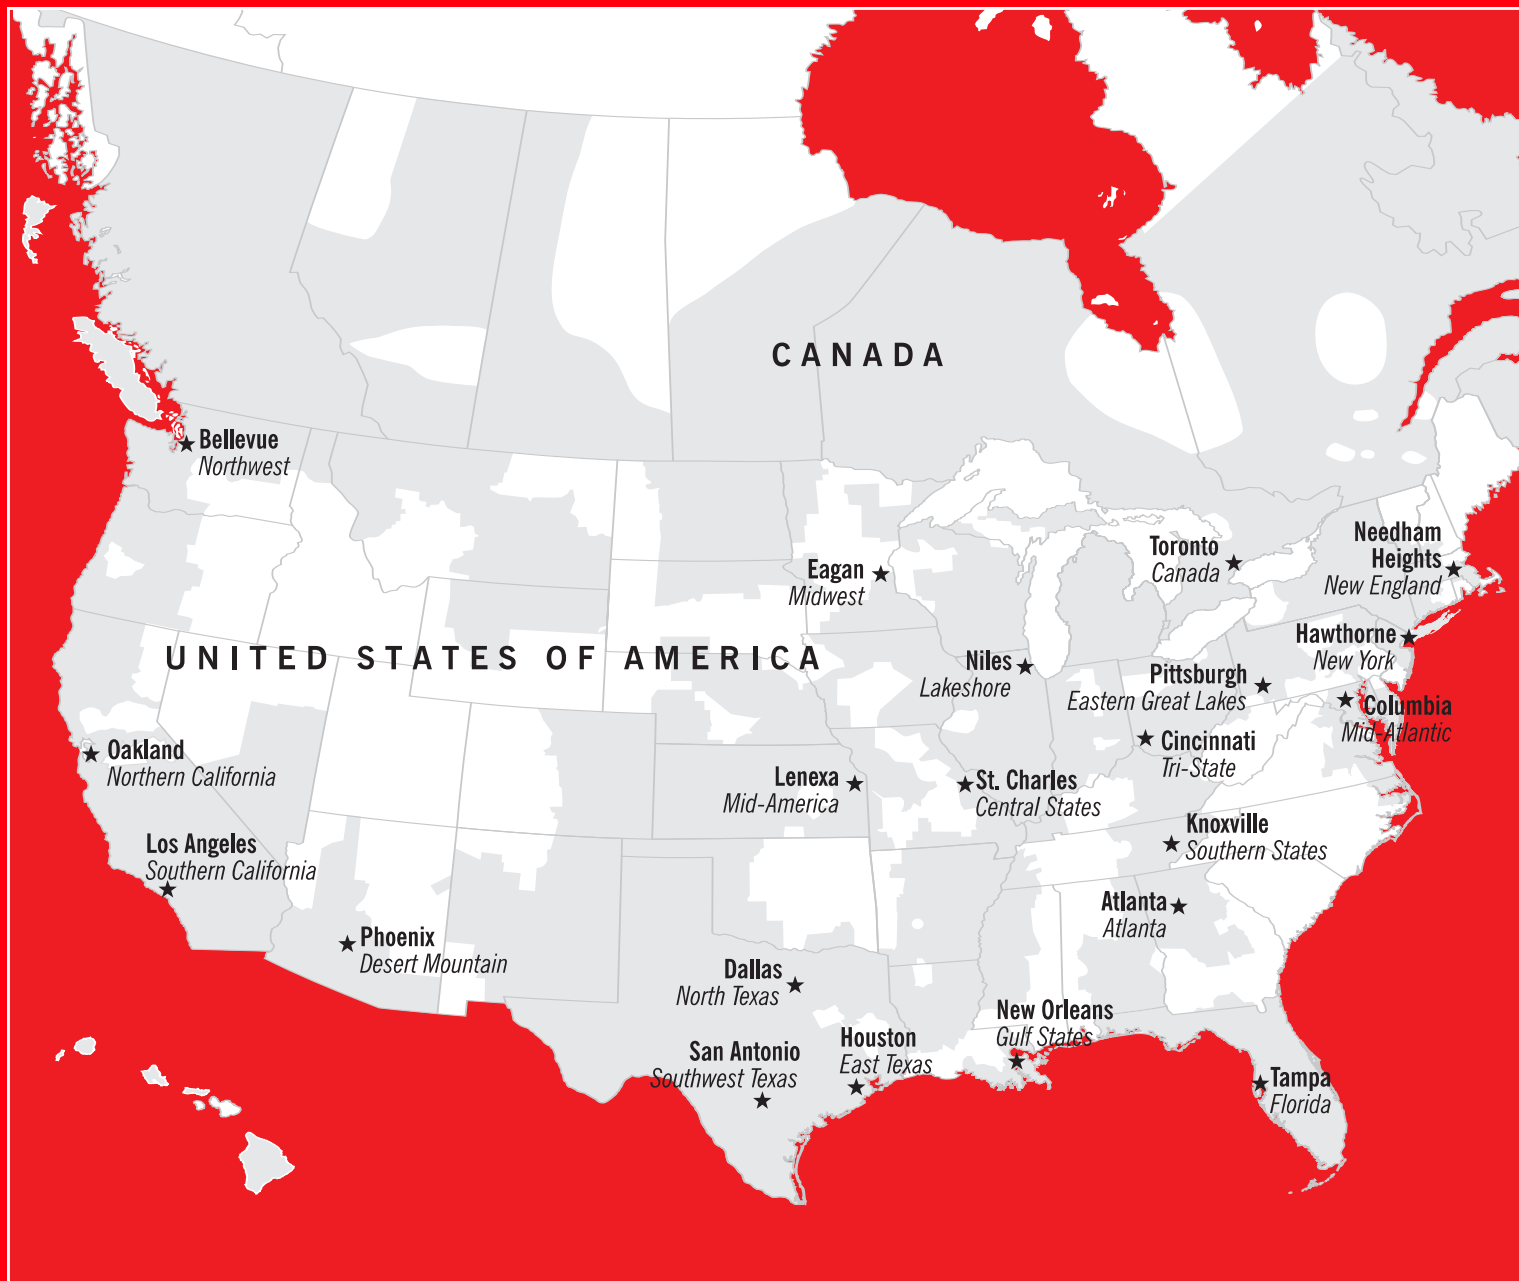 CANADA
Bellevue
Northwest
Eagan
Midwest
Toronto
Canada
Needham
Heights
New England
Hawthorne
New York
UNITED STATES OF AMERICA
Niles
Lakeshore
Pittsburgh
Eastern Great Lakes
Columbia
Mid-Atlantic
Oakland
Northern California
Cincinnati
Tri-State
Lenexa
Mid-America
St. Charles
Central States
Los Angeles
Southern California
Knoxville
Southern States
Atlanta
Atlanta
Phoenix
Desert Mountain
Dallas
North Texas
New Orleans
Gulf States
Houston
East Texas
San Antonio
Southwest Texas
Tampa
Florida